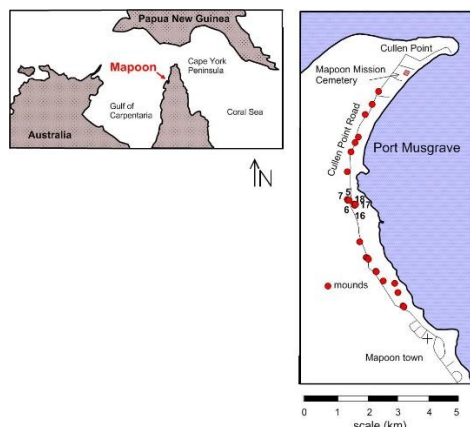 Papua New Guinea
Mapoon
Cape York
Peninsula
Gulf of
Carpentaria
Coral Sea
Australia
N
Cullen Point
Mapoon Mission
Cemetery
Cullen Point Road
Port Musgrave
7 5 18 17
6 16
mounds
Mapoon town
0 1 2 3 4 5
scale (km)